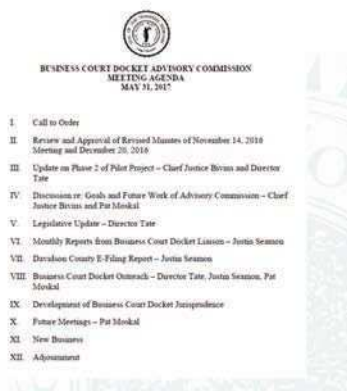 BUSINESS COURT DOCKET ADVISORY COMMISSION
MEETING AGENDA
MAY 31, 2017
I. Call to Order
II. Review and Approval of Revised Minutes of November 14, 2016
Meeting and December 20, 2016
III. Update on Phase 2 of Pilot Project – Chief Justice Bivins and Director
Tate
IV. Discussion re: Goals and Future Work of Advisory Commission – Chief
Justice Bivins and Pat Moskal
V. Legislative Update – Director Tate
VI. Monthly Reports from Business Court Docket Liaison – Justin Seamon
VII. Davidson County E-Filing Report – Justin Seamon
VIII. Business Court Docket Outreach – Director Tate, Justin Seamon, Pat
Moskal
IX. Development of Business Court Docket Jurisprudence
X. Future Meetings – Pat Moskal
XI. New Business
XII. Adjournment